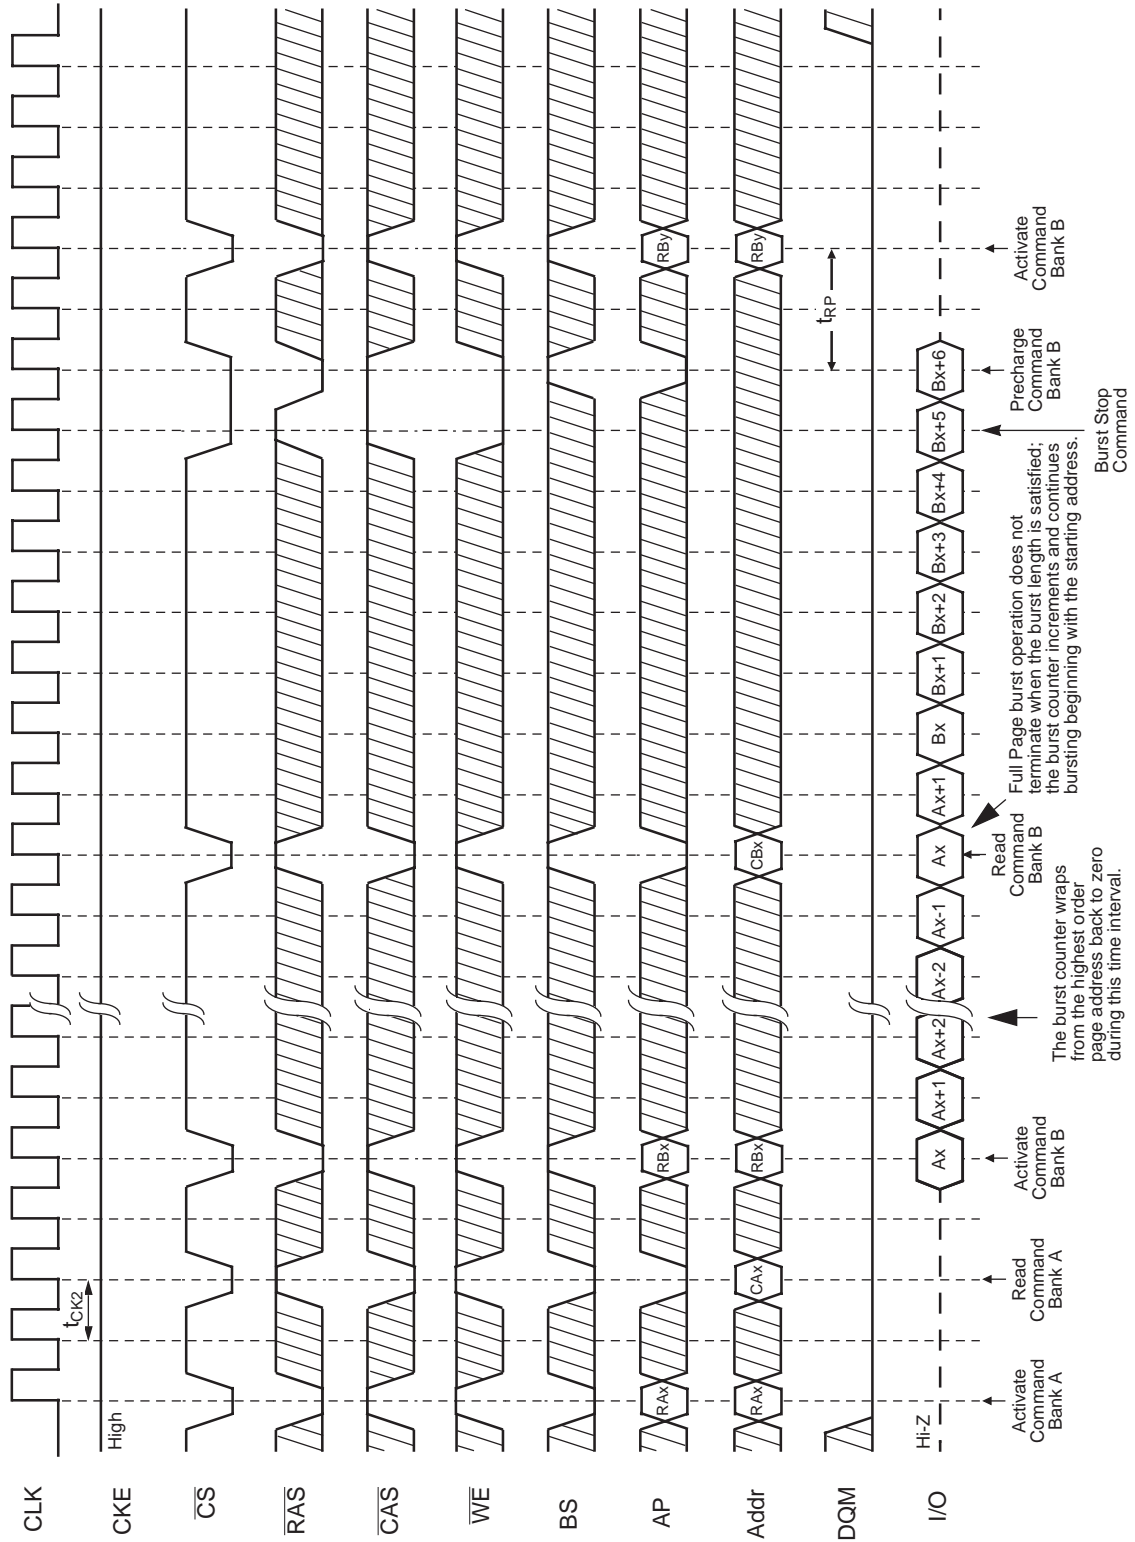 CLK
CKE
High
CS
RAS
CAS
WE
BS
AP
Addr
DQM
I/O
Hi-Z
tCK2
tRP
RAx
RBx
RBy
RAx
CAx
RBx
CBx
RBy
Ax
Ax+1
Ax+2
Ax-2
Ax-1
Ax
Ax+1
Bx
Bx+1
Bx+2
Bx+3
Bx+4
Bx+5
Bx+6
Activate
Command
Bank A
Read
Command
Bank A
Activate
Command
Bank B
The burst counter wraps
from the highest order
page address back to zero
during this time interval.
Read
Command
Bank B
Full Page burst operation does not
terminate when the burst length is satisfied;
the burst counter increments and continues
bursting beginning with the starting address.
Burst Stop
Command
Precharge
Command
Bank B
Activate
Command
Bank B